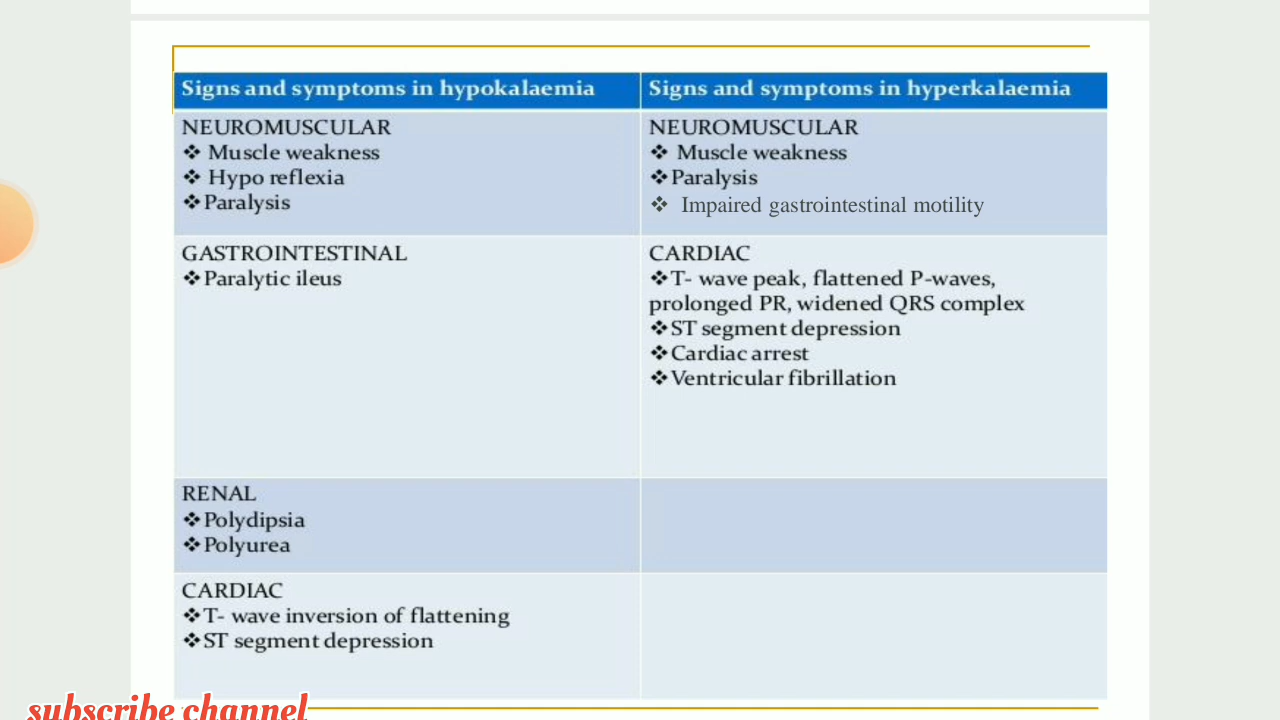 Signs and symptoms in hypokalaemia
Signs and symptoms in hyperkalaemia
NEUROMUSCULAR
❖ Muscle weakness
❖ Hypo reflexia
❖Paralysis
NEUROMUSCULAR
❖ Muscle weakness
❖Paralysis
❖ Impaired gastrointestinal motility
GASTROINTESTINAL
❖Paralytic ileus
CARDIAC
❖T- wave peak, flattened P-waves,
prolonged PR, widened QRS complex
❖ST segment depression
❖Cardiac arrest
❖Ventricular fibrillation
RENAL
❖Polydipsia
❖Polyurea
CARDIAC
❖T- wave inversion of flattening
❖ST segment depression
subscribe channel